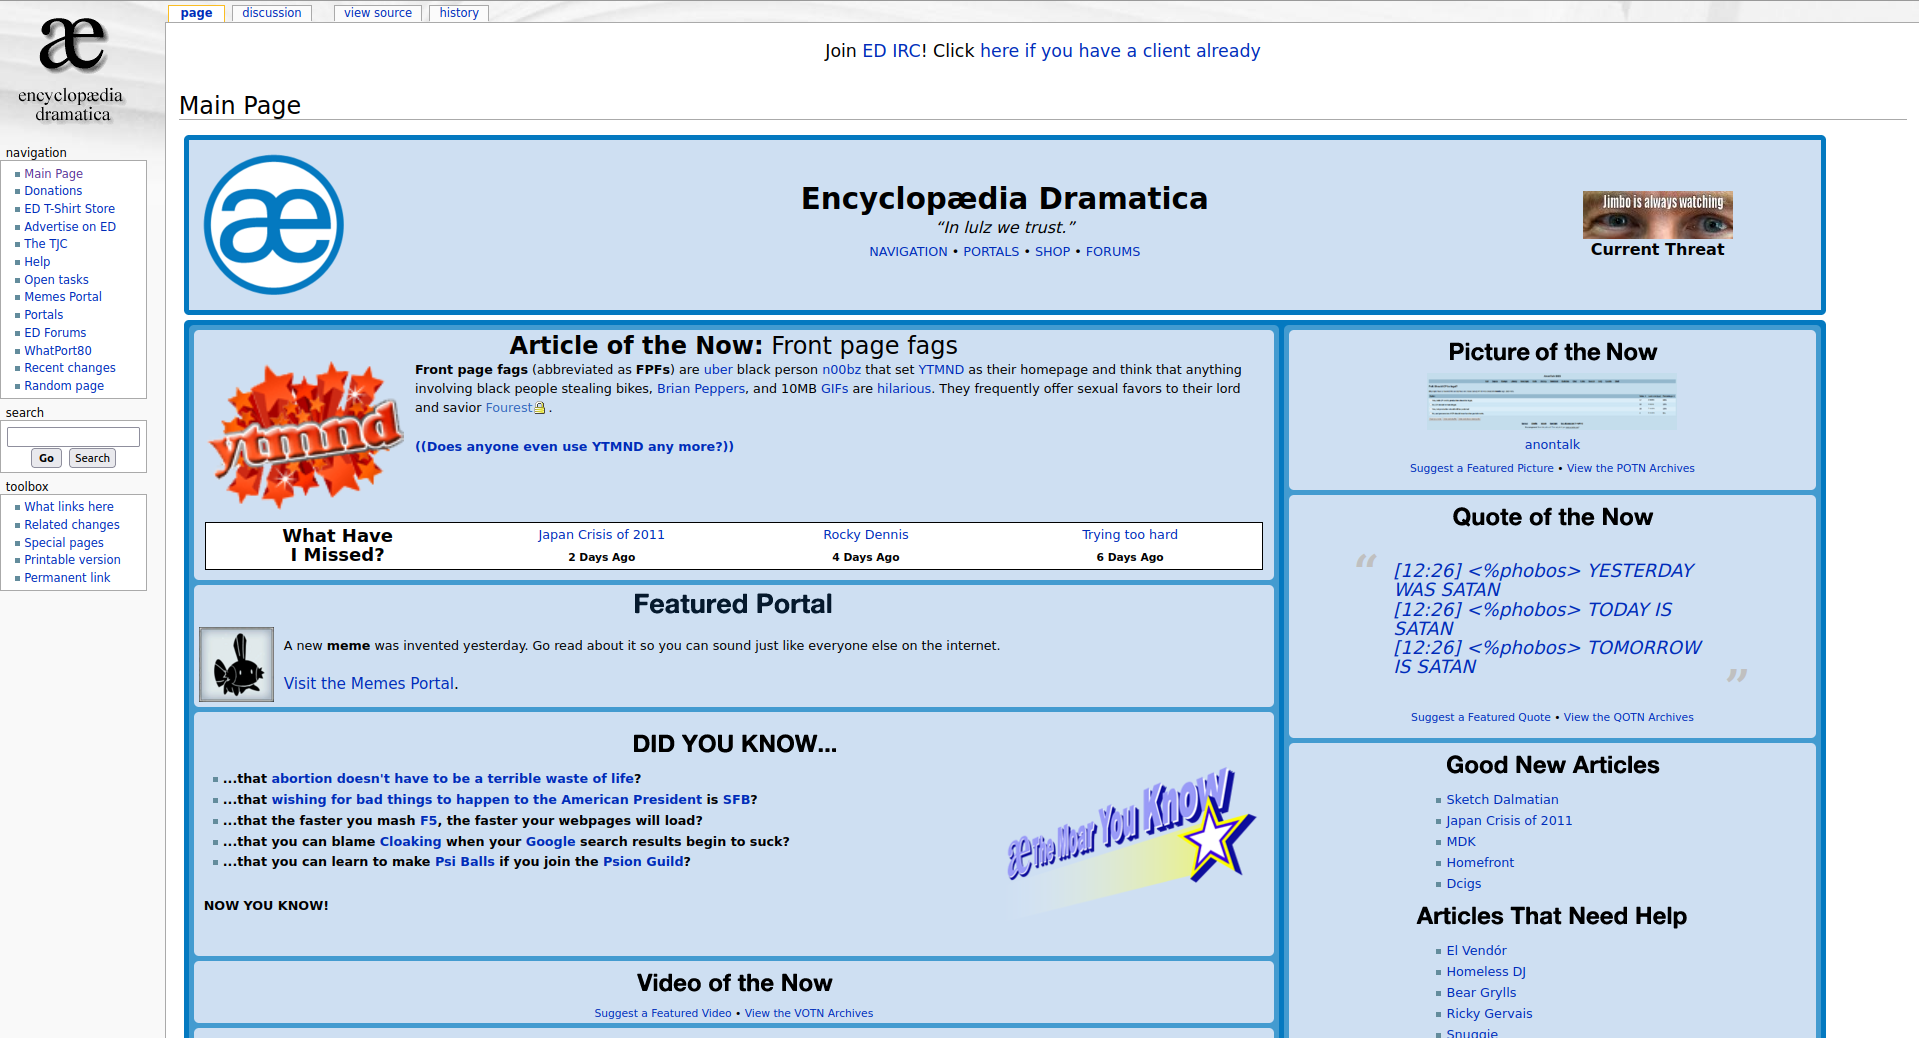 page
discussion
view source
history
æ
encyclopædia
dramatica
Join ED IRC! Click here if you have a client already
Main Page
navigation
Main Page
Donations
ED T-Shirt Store
Advertise on ED
The TJC
Help
Open tasks
Memes Portal
Portals
ED Forums
WhatPort80
Recent changes
Random page
search
Go
Search
toolbox
What links here
Related changes
Special pages
Printable version
Permanent link
æ
Encyclopædia Dramatica
“In lulz we trust.”
NAVIGATION • PORTALS • SHOP • FORUMS
Jimbo is always watching
Current Threat
Article of the Now: Front page fags
ytmnd
Front page fags (abbreviated as FPFs) are uber black person n00bz that set YTMND as their homepage and think that anything
involving black people stealing bikes, Brian Peppers, and 10MB GIFs are hilarious. They frequently offer sexual favors to their lord
and savior Fourest .
((Does anyone even use YTMND any more?))
What Have
I Missed?
Japan Crisis of 2011
2 Days Ago
Rocky Dennis
4 Days Ago
Trying too hard
6 Days Ago
Featured Portal
A new meme was invented yesterday. Go read about it so you can sound just like everyone else on the internet.
Visit the Memes Portal.
DID YOU KNOW...
...that abortion doesn't have to be a terrible waste of life?
...that wishing for bad things to happen to the American President is SFB?
...that the faster you mash F5, the faster your webpages will load?
...that you can blame Cloaking when your Google search results begin to suck?
...that you can learn to make Psi Balls if you join the Psion Guild?
NOW YOU KNOW!
æ The Moar You Know
Video of the Now
Suggest a Featured Video • View the VOTN Archives
Picture of the Now
anontalk
Suggest a Featured Picture • View the POTN Archives
Quote of the Now
“
[12:26] <%phobos> YESTERDAY
WAS SATAN
[12:26] <%phobos> TODAY IS
SATAN
[12:26] <%phobos> TOMORROW
IS SATAN
”
Suggest a Featured Quote • View the QOTN Archives
Good New Articles
Sketch Dalmatian
Japan Crisis of 2011
MDK
Homefront
Dcigs
Articles That Need Help
El Vendór
Homeless DJ
Bear Grylls
Ricky Gervais
Snuggie